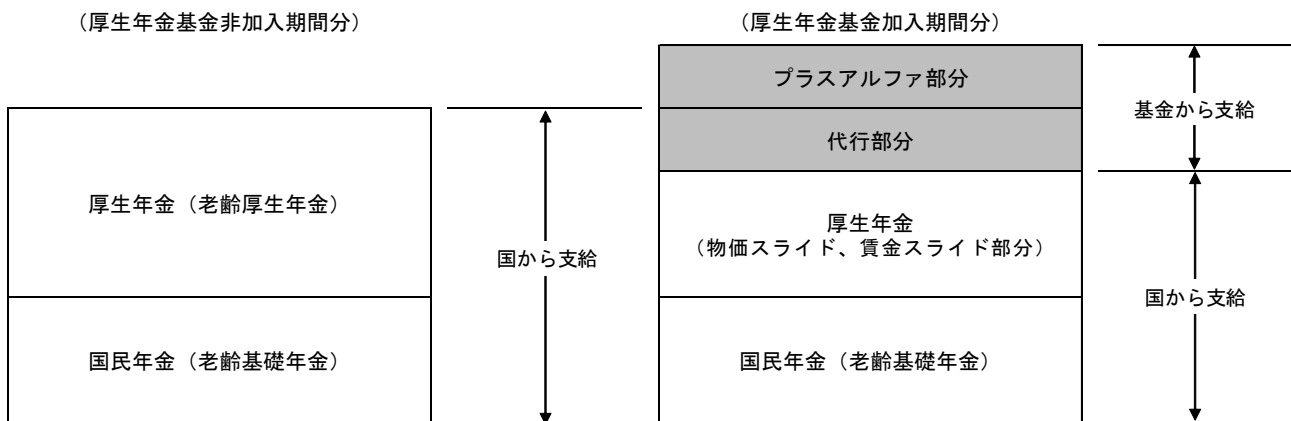 （厚生年金基金非加入期間分）
厚生年金（老齢厚生年金）
国民年金（老齢基礎年金）
国から支給
（厚生年金基金加入期間分）
プラスアルファ部分
代行部分
厚生年金
（物価スライド、賃金スライド部分）
国民年金（老齢基礎年金）
基金から支給
国から支給